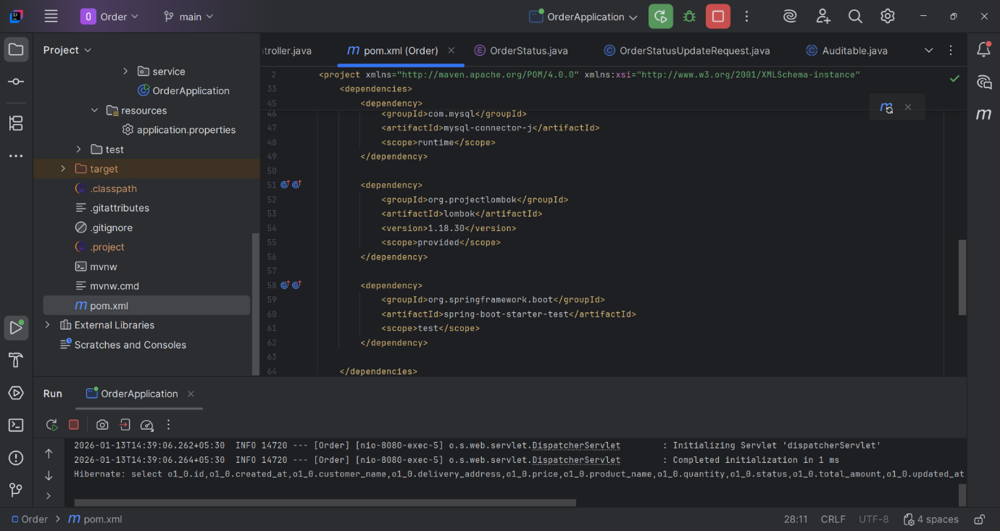 O Order main OrderApplication
Project
service
OrderApplication
resources
application.properties
test
target
.classpath
.gitattributes
.gitignore
.project
mvnw
mvnw.cmd
pom.xml
External Libraries
Scratches and Consoles
troller.java pom.xml (Order) OrderStatus.java OrderStatusUpdateRequest.java Auditable.java
2 <project xmlns="http://maven.apache.org/POM/4.0.0" xmlns:xsi="http://www.w3.org/2001/XMLSchema-instance"
33 <dependencies>
45 <dependency>
46 <groupId>com.mysql</groupId>
47 <artifactId>mysql-connector-j</artifactId>
48 <scope>runtime</scope>
49 </dependency>
50
51 <dependency>
52 <groupId>org.projectlombok</groupId>
53 <artifactId>lombok</artifactId>
54 <version>1.18.30</version>
55 <scope>provided</scope>
56 </dependency>
57
58 <dependency>
59 <groupId>org.springframework.boot</groupId>
60 <artifactId>spring-boot-starter-test</artifactId>
61 <scope>test</scope>
62 </dependency>
63
64 </dependencies>
Run OrderApplication
2026-01-13T14:39:06.262+05:30 INFO 14720 --- [Order] [nio-8080-exec-5] o.s.web.servlet.DispatcherServlet : Initializing Servlet 'dispatcherServlet'
2026-01-13T14:39:06.264+05:30 INFO 14720 --- [Order] [nio-8080-exec-5] o.s.web.servlet.DispatcherServlet : Completed initialization in 1 ms
Hibernate: select o1_0.id,o1_0.created_at,o1_0.customer_name,o1_0.delivery_address,o1_0.price,o1_0.product_name,o1_0.quantity,o1_0.status,o1_0.total_amount,o1_0.updated_at
Order pom.xml 28:11 CRLF UTF-8 4 spaces